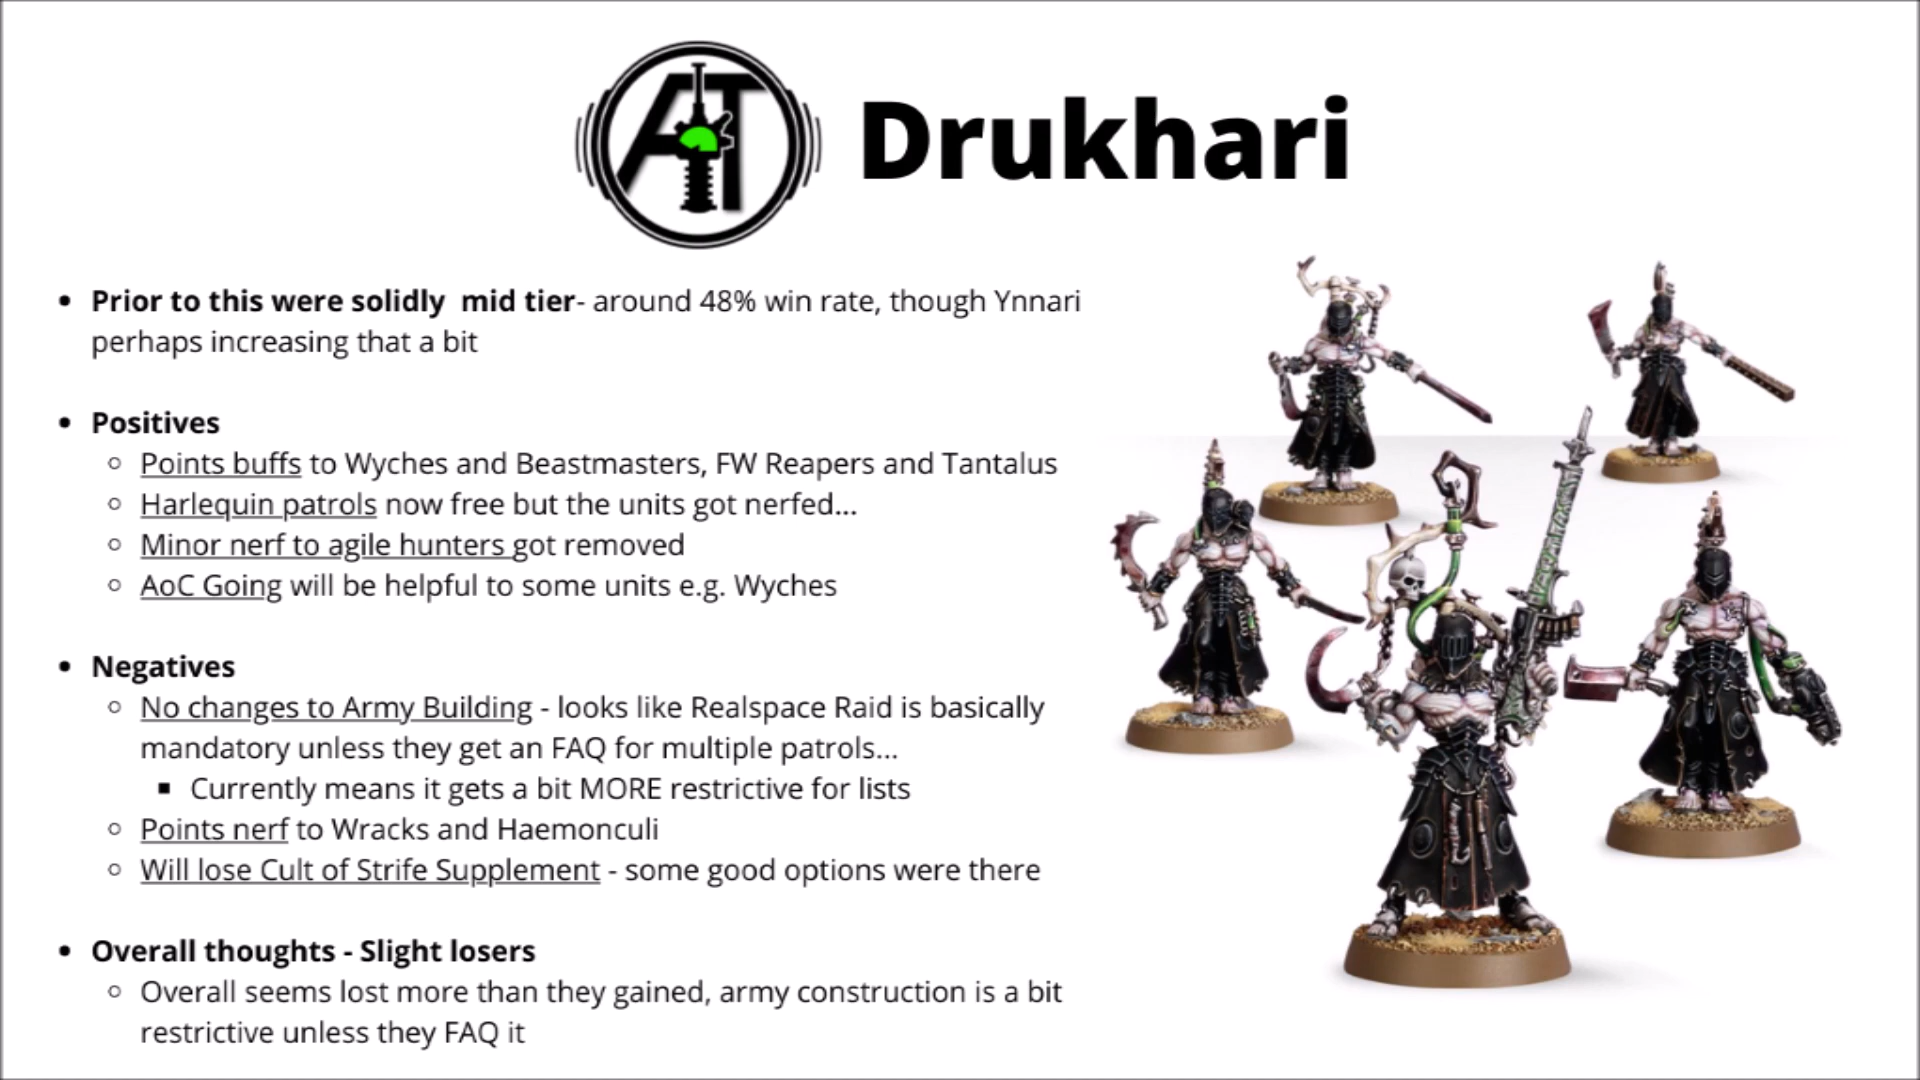 AT
Drukhari
• Prior to this were solidly  mid tier- around 48% win rate, though Ynnari
perhaps increasing that a bit
• Positives
○ Points buffs to Wyches and Beastmasters, FW Reapers and Tantalus
○ Harlequin patrols now free but the units got nerfed...
○ Minor nerf to agile hunters got removed
○ AoC Going will be helpful to some units e.g. Wyches
• Negatives
○ No changes to Army Building - looks like Realspace Raid is basically
mandatory unless they get an FAQ for multiple patrols...
▪ Currently means it gets a bit MORE restrictive for lists
○ Points nerf to Wracks and Haemonculi
○ Will lose Cult of Strife Supplement - some good options were there
• Overall thoughts - Slight losers
○ Overall seems lost more than they gained, army construction is a bit
restrictive unless they FAQ it